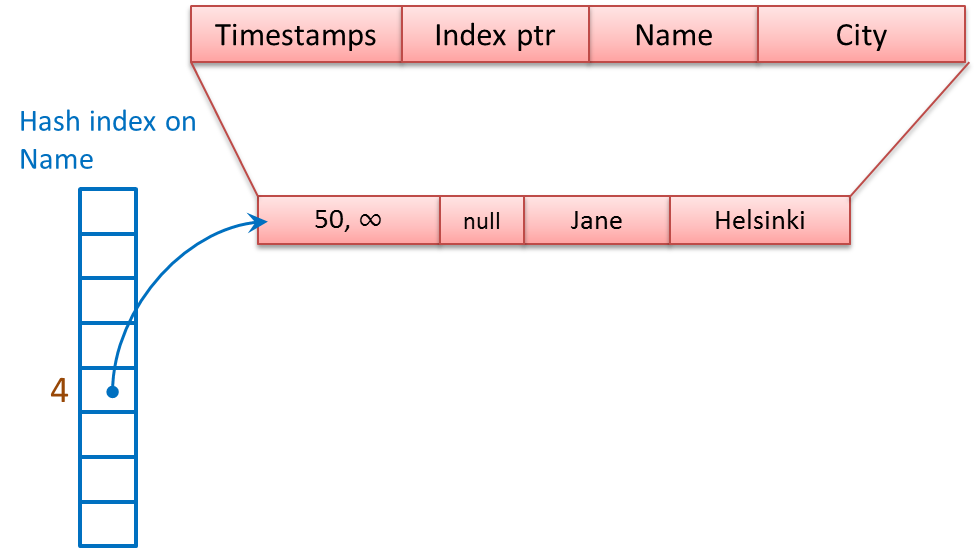 Timestamps Index ptr Name City
Hash index on
Name
50, ∞ null Jane Helsinki
4